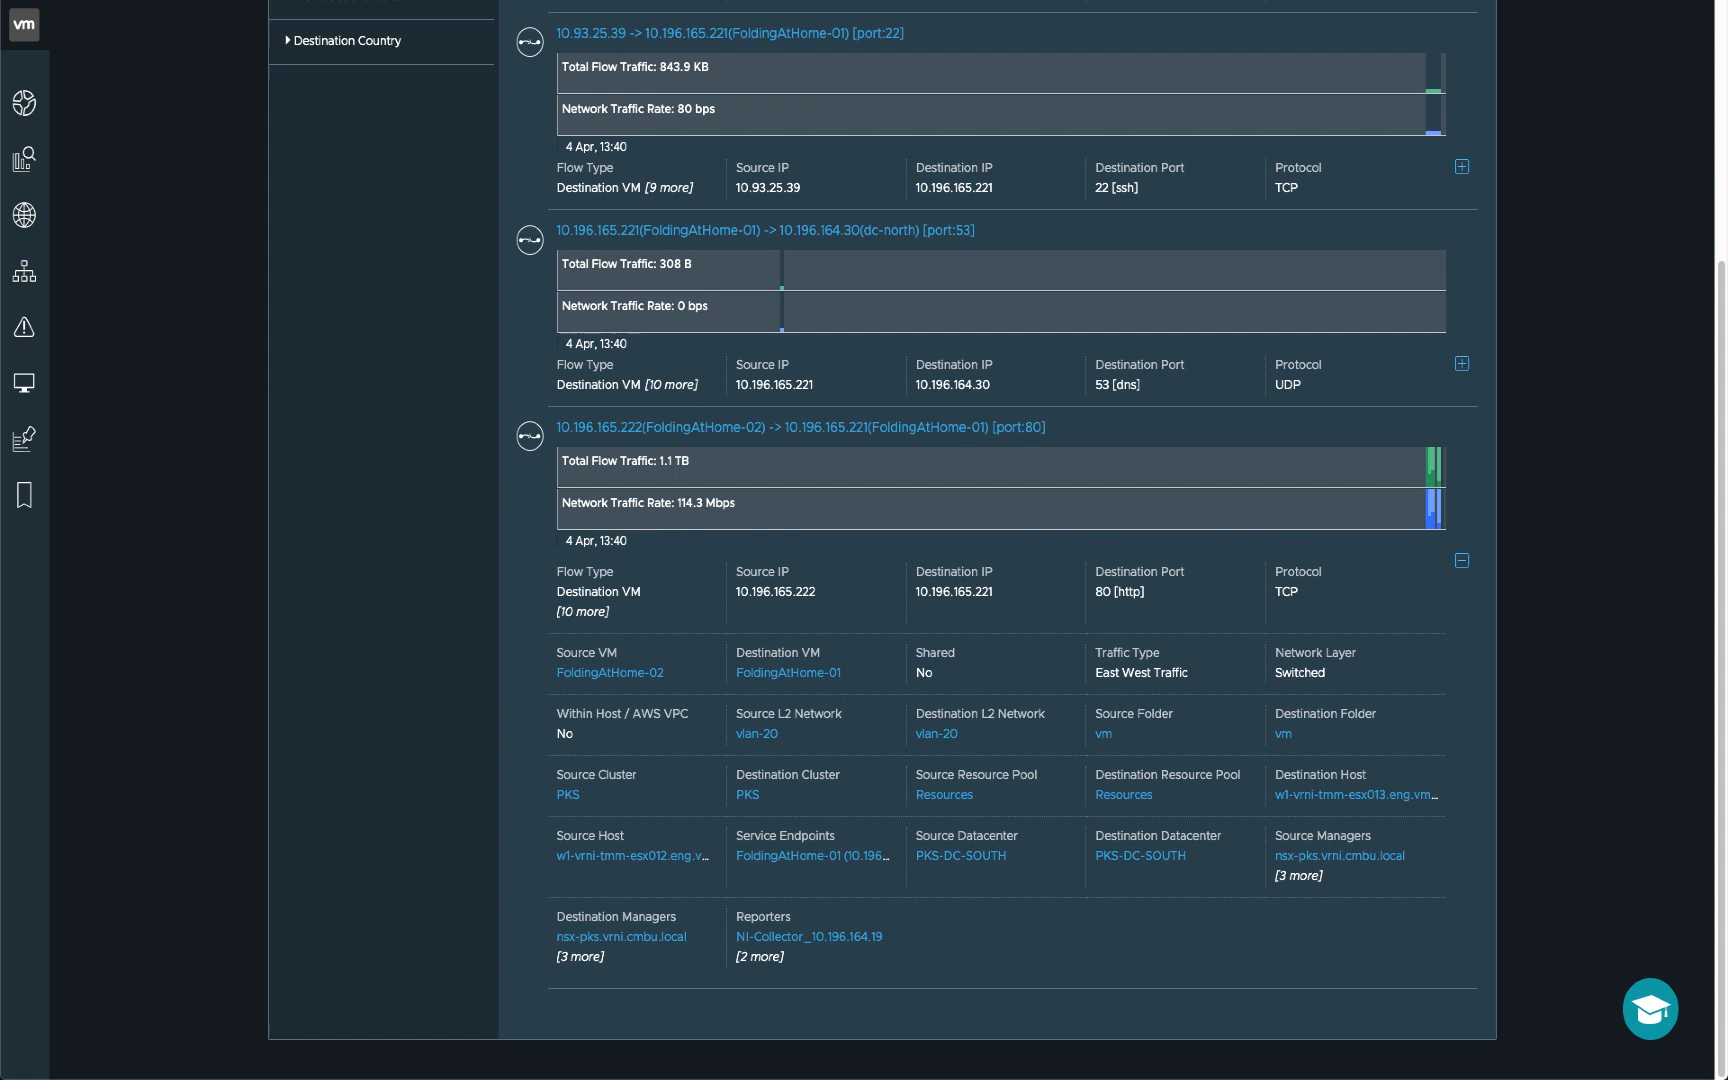 vm
Destination Country
10.93.25.39 -> 10.196.165.221(FoldingAtHome-01) [port:22]
Total Flow Traffic: 843.9 KB
Network Traffic Rate: 80 bps
4 Apr, 13:40
Flow Type Source IP Destination IP Destination Port Protocol
Destination VM [9 more] 10.93.25.39 10.196.165.221 22 [ssh] TCP
10.196.165.221(FoldingAtHome-01) -> 10.196.164.30(dc-north) [port:53]
Total Flow Traffic: 308 B
Network Traffic Rate: 0 bps
4 Apr, 13:40
Flow Type Source IP Destination IP Destination Port Protocol
Destination VM [10 more] 10.196.165.221 10.196.164.30 53 [dns] UDP
10.196.165.222(FoldingAtHome-02) -> 10.196.165.221(FoldingAtHome-01) [port:80]
Total Flow Traffic: 1.1 TB
Network Traffic Rate: 114.3 Mbps
4 Apr, 13:40
Flow Type Source IP Destination IP Destination Port Protocol
Destination VM 10.196.165.222 10.196.165.221 80 [http] TCP
[10 more]
Source VM Destination VM Shared Traffic Type Network Layer
FoldingAtHome-02 FoldingAtHome-01 No East West Traffic Switched
Within Host / AWS VPC Source L2 Network Destination L2 Network Source Folder Destination Folder
No vlan-20 vlan-20 vm vm
Source Cluster Destination Cluster Source Resource Pool Destination Resource Pool Destination Host
PKS PKS Resources Resources w1-vrni-tmm-esx013.eng.vm...
Source Host Service Endpoints Source Datacenter Destination Datacenter Source Managers
w1-vrni-tmm-esx012.eng.v... FoldingAtHome-01 (10.196... PKS-DC-SOUTH PKS-DC-SOUTH nsx-pks.vrni.cmbu.local
[3 more]
Destination Managers Reporters
nsx-pks.vrni.cmbu.local NI-Collector_10.196.164.19
[3 more] [2 more]